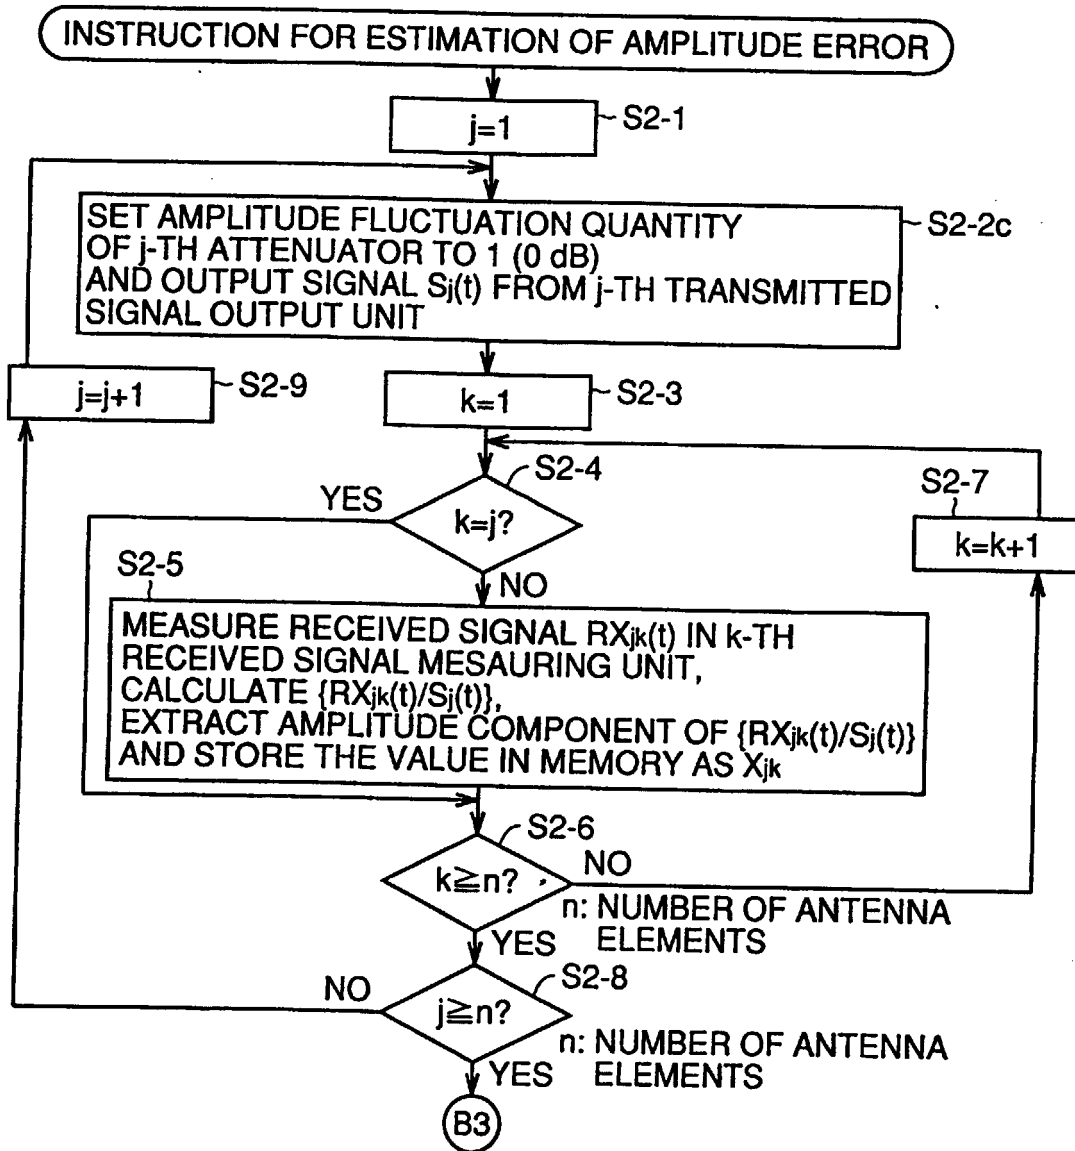 INSTRUCTION FOR ESTIMATION OF AMPLITUDE ERROR
j=1
S2-1
SET AMPLITUDE FLUCTUATION QUANTITY
OF j-TH ATTENUATOR TO 1 (0 dB)
AND OUTPUT SIGNAL Sj(t) FROM j-TH TRANSMITTED
SIGNAL OUTPUT UNIT
S2-2c
j=j+1
S2-9
k=1
S2-3
S2-4
YES
k=j?
NO
S2-7
k=k+1
S2-5
MEASURE RECEIVED SIGNAL RXjk(t) IN k-TH
RECEIVED SIGNAL MESAURING UNIT,
CALCULATE {RXjk(t)/Sj(t)},
EXTRACT AMPLITUDE COMPONENT OF {RXjk(t)/Sj(t)}
AND STORE THE VALUE IN MEMORY AS Xjk
S2-6
k≧n?
NO
n: NUMBER OF ANTENNA
ELEMENTS
YES
S2-8
NO
j≧n?
n: NUMBER OF ANTENNA
ELEMENTS
YES
B3